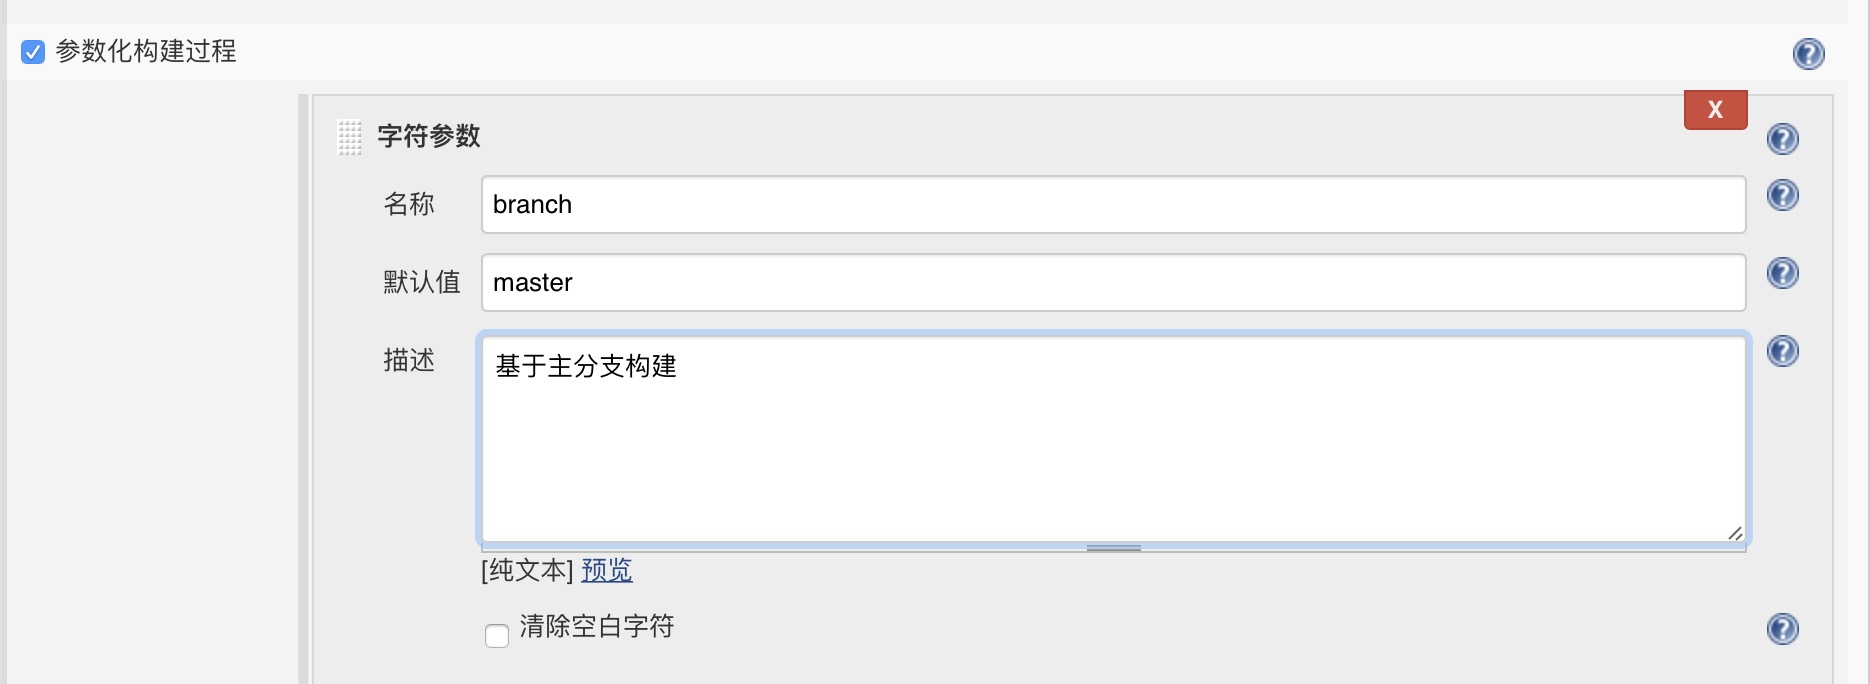 参数化构建过程
字符参数
X
名称
branch
默认值
master
描述
基于主分支构建
[纯文本] 预览
清除空白字符